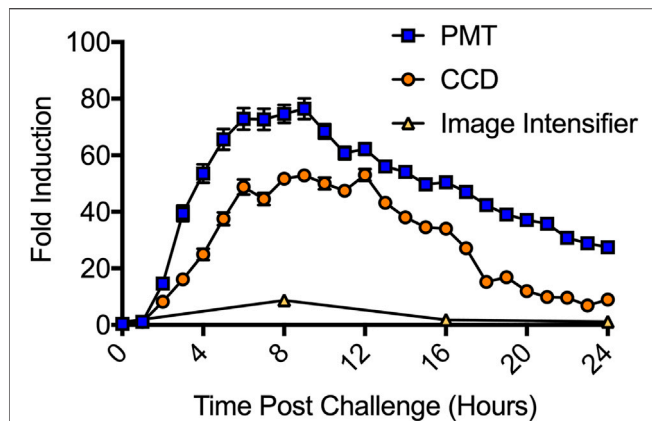 100
80
60
40
20
0
Fold Induction
PMT
CCD
Image Intensifier
0
4
8
12
16
20
24
Time Post Challenge (Hours)